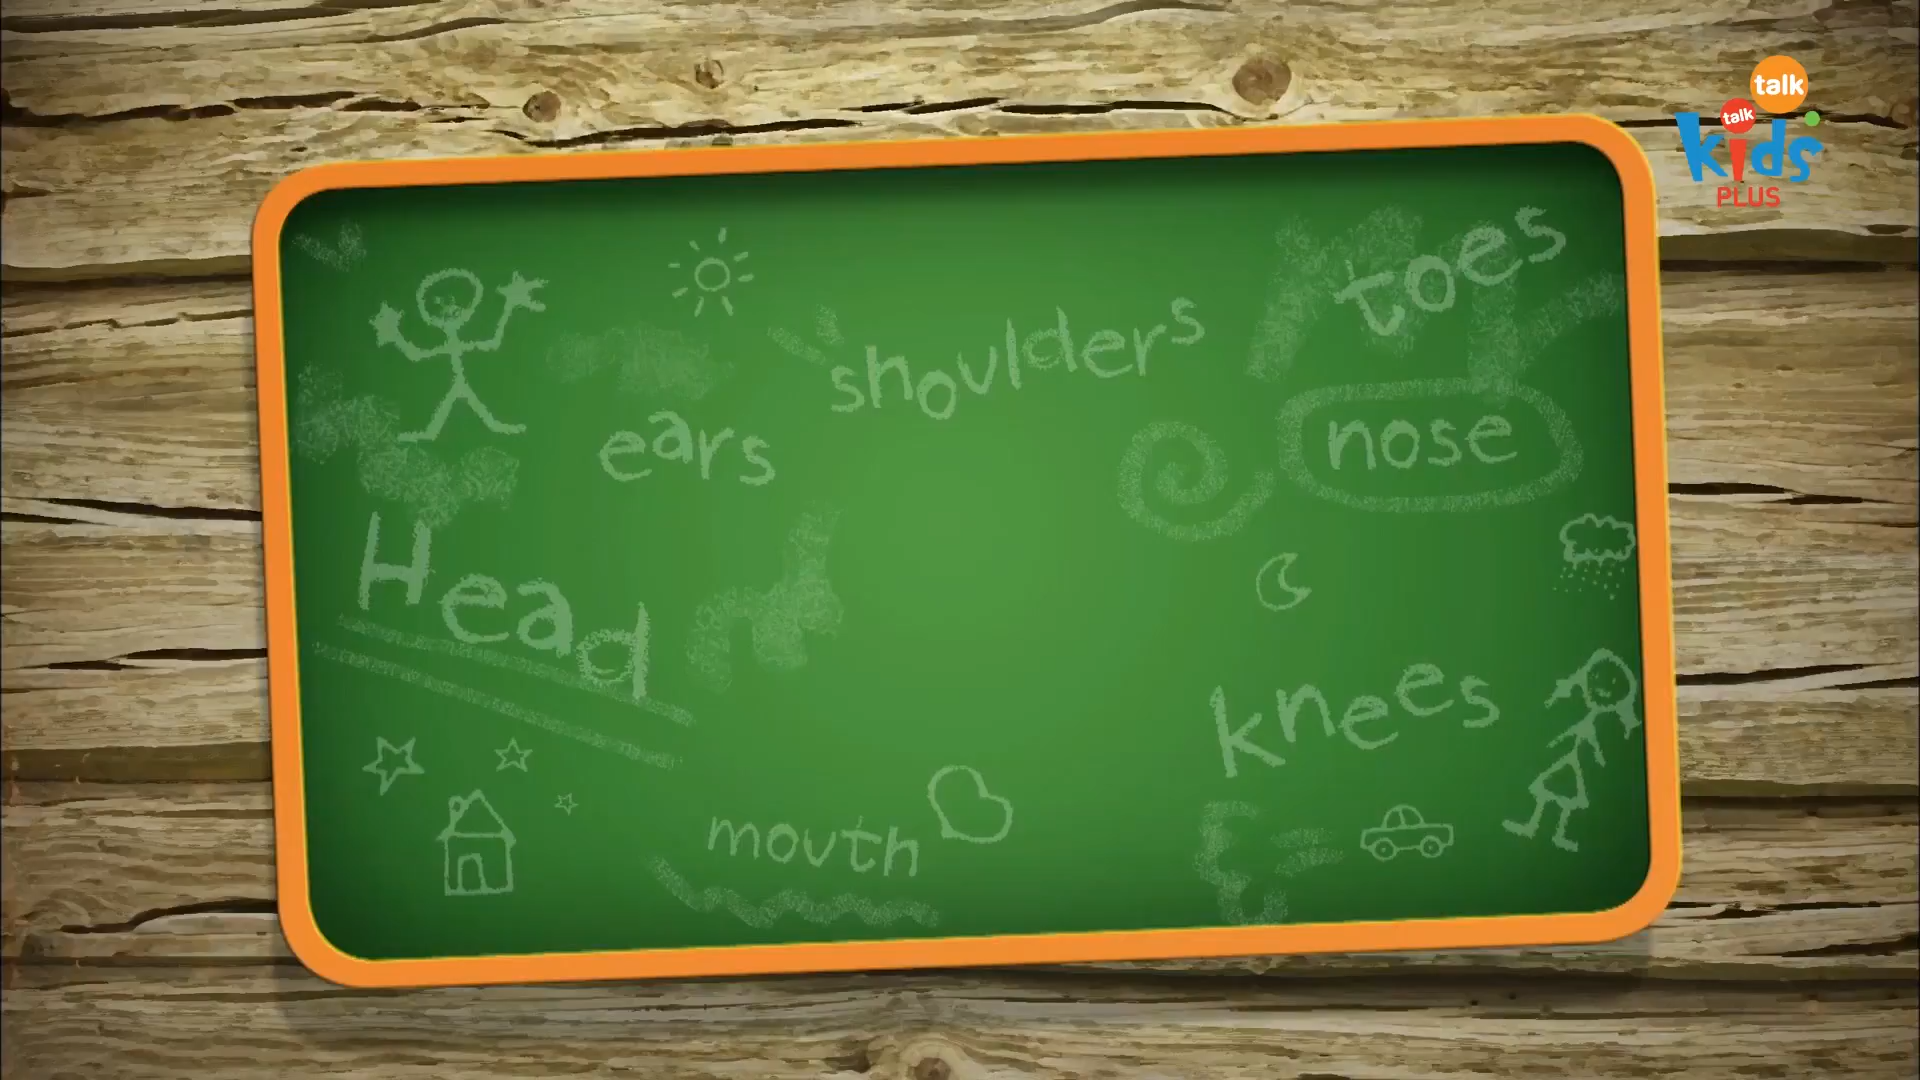 talk
talk
kids
PLUS
toes
shoulders
nose
ears
Head
knees
mouth